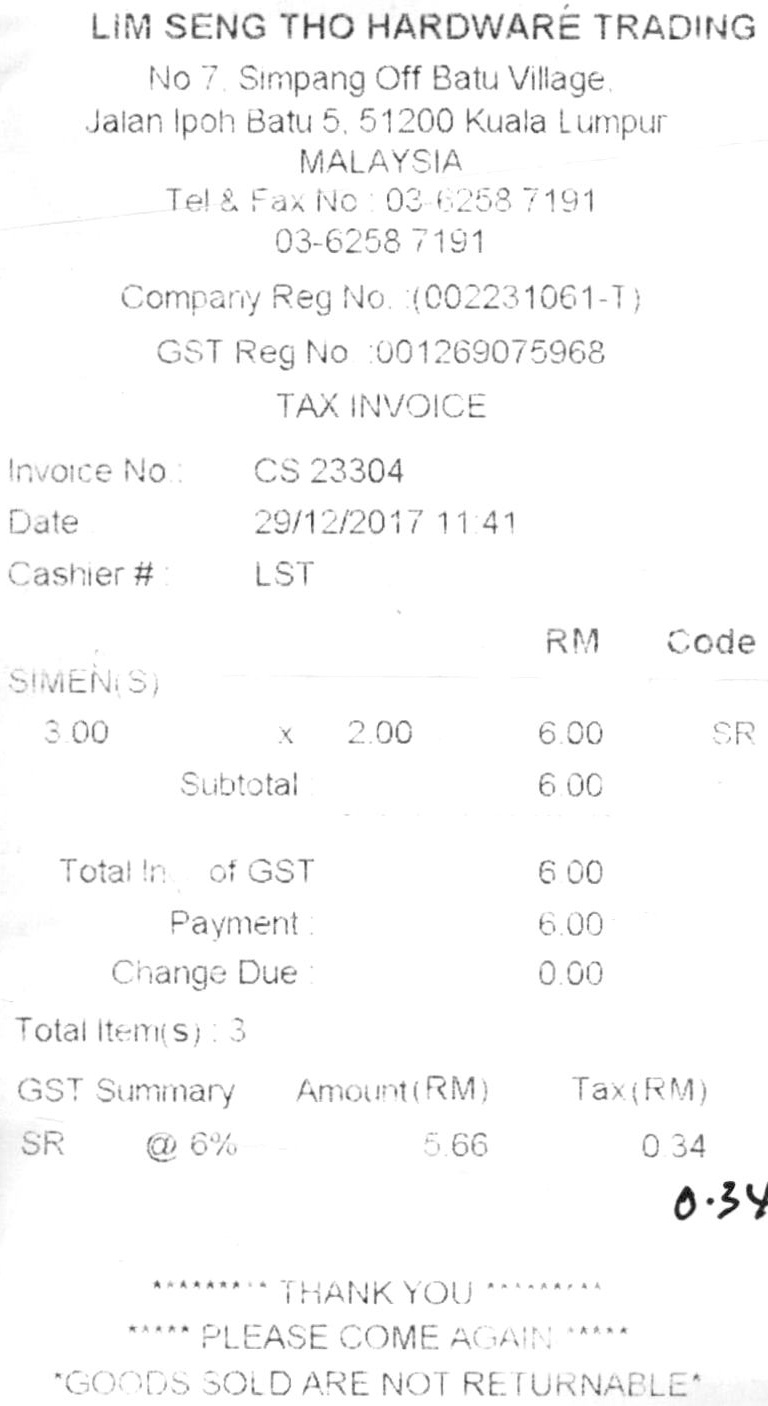 LIM SENG THO HARDWARE TRADING
No 7, Simpang Off Batu Village,
Jalan Ipoh Batu 5, 51200 Kuala Lumpur
MALAYSIA
Tel & Fax No : 03-6258 7191
03-6258 7191
Company Reg No. :(002231061-T)
GST Reg No :001269075968
TAX INVOICE
Invoice No : CS 23304
Date 29/12/2017 11:41
Cashier # : LST
RM Code
SIMEN(S)
3.00 x 2.00 6.00 SR
Subtotal : 6.00
Total In of GST 6.00
Payment : 6.00
Change Due : 0.00
Total Item(s) : 3
GST Summary Amount(RM) Tax(RM)
SR @ 6% 5.66 0.34
0.34
********* THANK YOU *********
***** PLEASE COME AGAIN *****
*GOODS SOLD ARE NOT RETURNABLE*